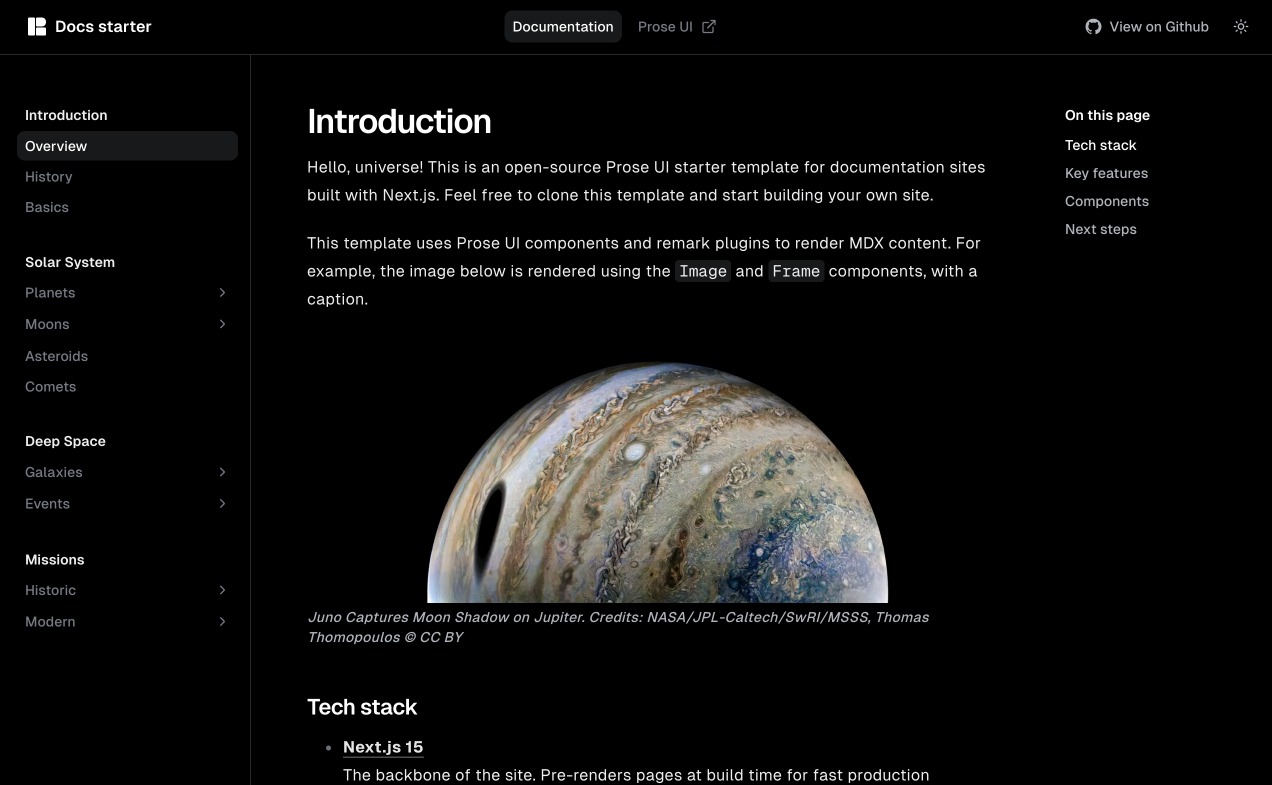 Docs starter
Documentation
Prose UI
View on Github
Introduction
Overview
History
Basics
Solar System
Planets
Moons
Asteroids
Comets
Deep Space
Galaxies
Events
Missions
Historic
Modern
Introduction
Hello, universe! This is an open-source Prose UI starter template for documentation sites
built with Next.js. Feel free to clone this template and start building your own site.
This template uses Prose UI components and remark plugins to render MDX content. For
example, the image below is rendered using the Image and Frame components, with a
caption.
Juno Captures Moon Shadow on Jupiter. Credits: NASA/JPL-Caltech/SwRI/MSSS, Thomas
Thomopoulos © CC BY
Tech stack
Next.js 15
The backbone of the site. Pre-renders pages at build time for fast production
On this page
Tech stack
Key features
Components
Next steps